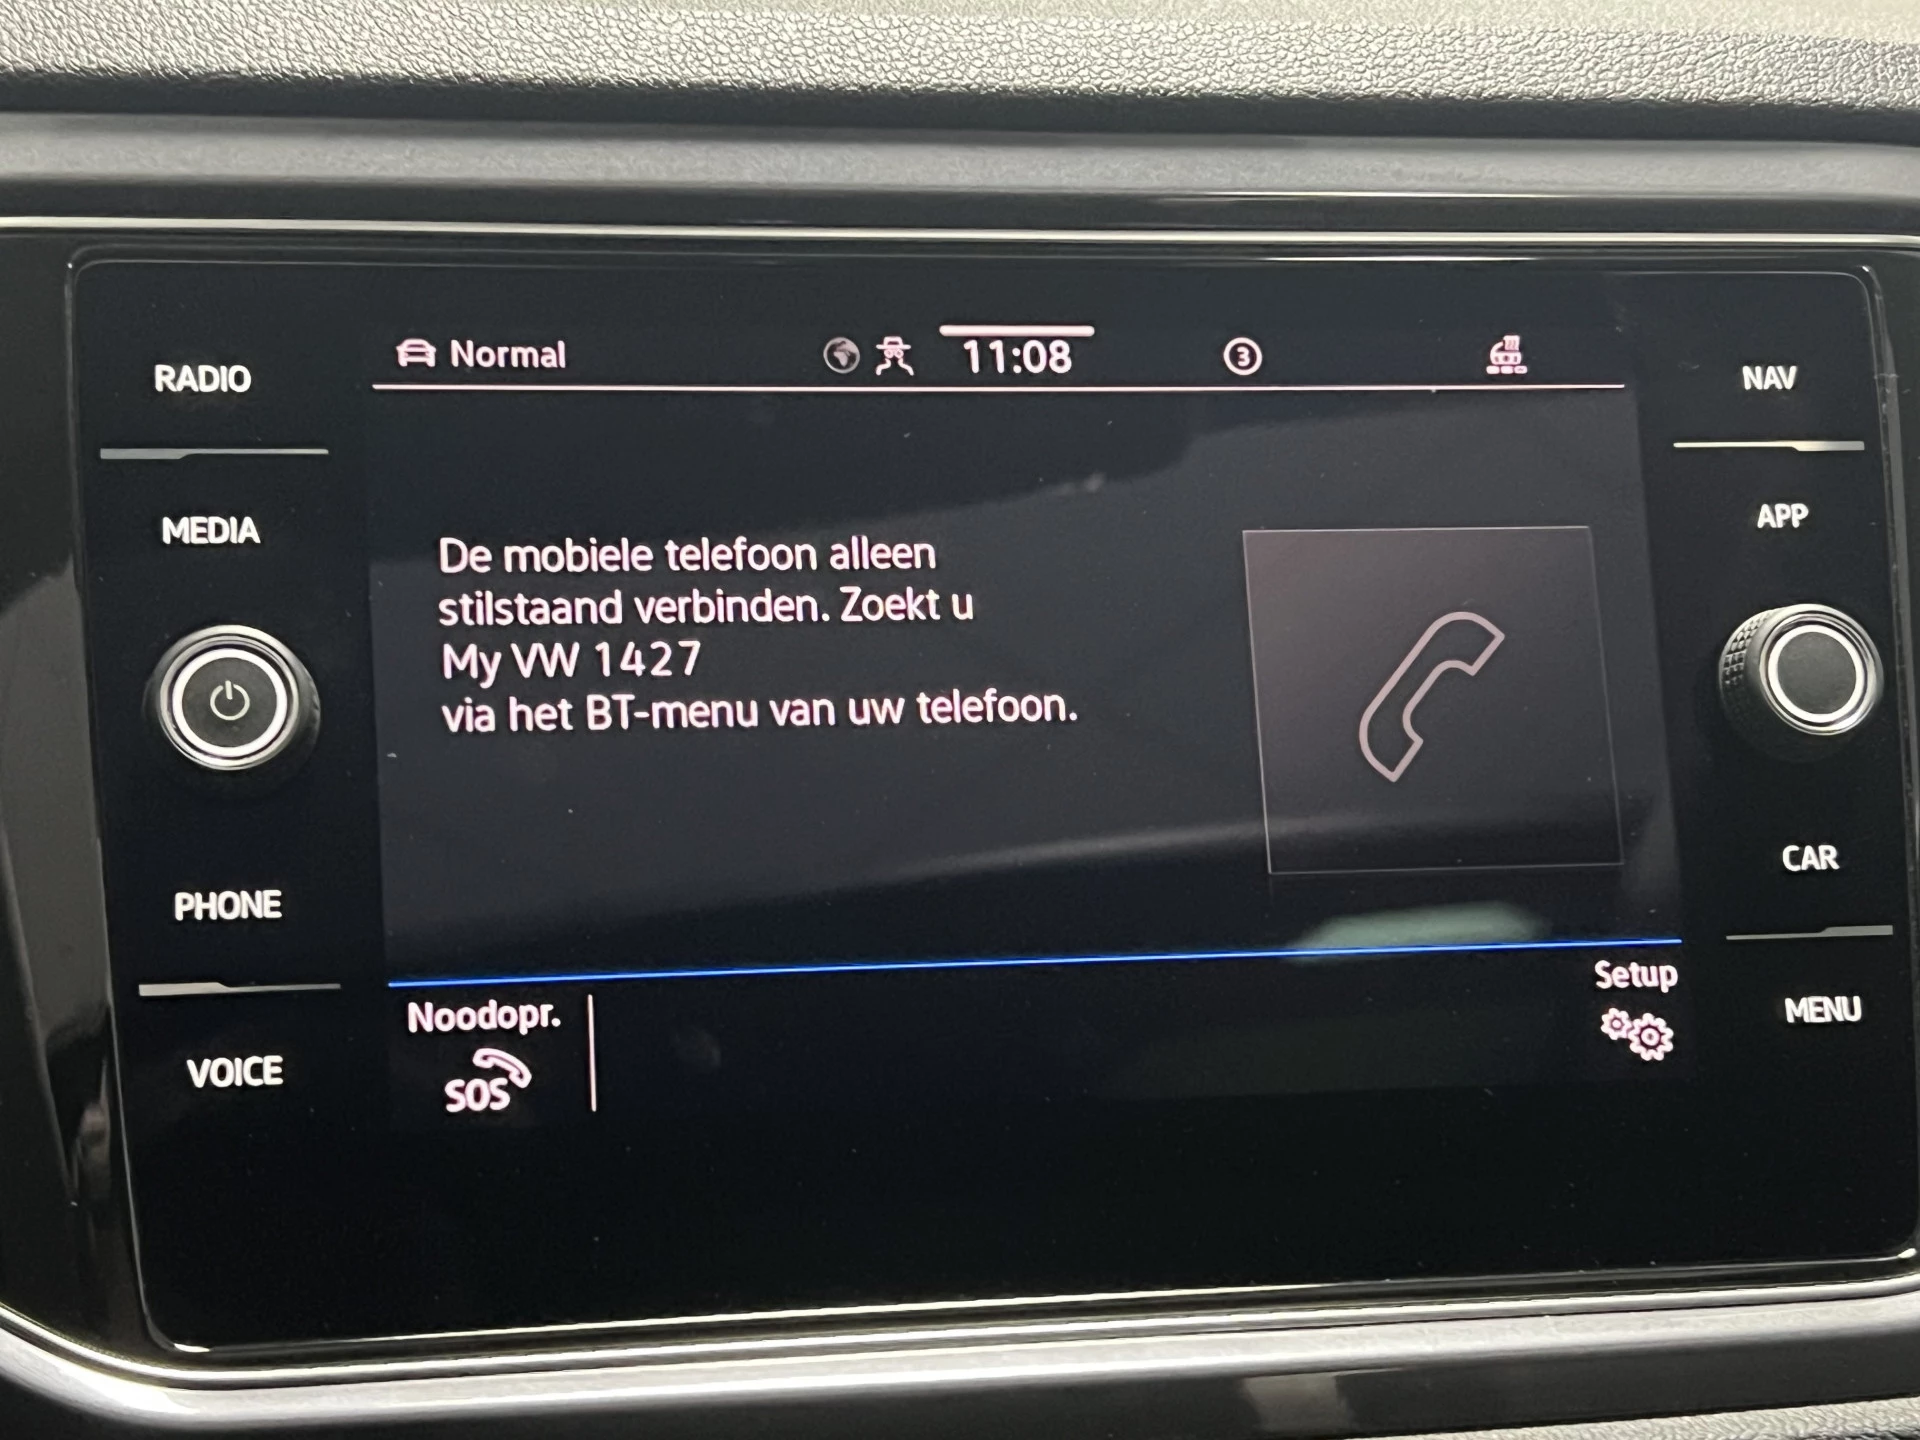 RADIO
MEDIA
PHONE
VOICE
Normal
11:08
3
De mobiele telefoon alleen
stilstaand verbinden. Zoekt u
My VW 1427
via het BT-menu van uw telefoon.
Noodopr.
SOS
Setup
NAV
APP
CAR
MENU